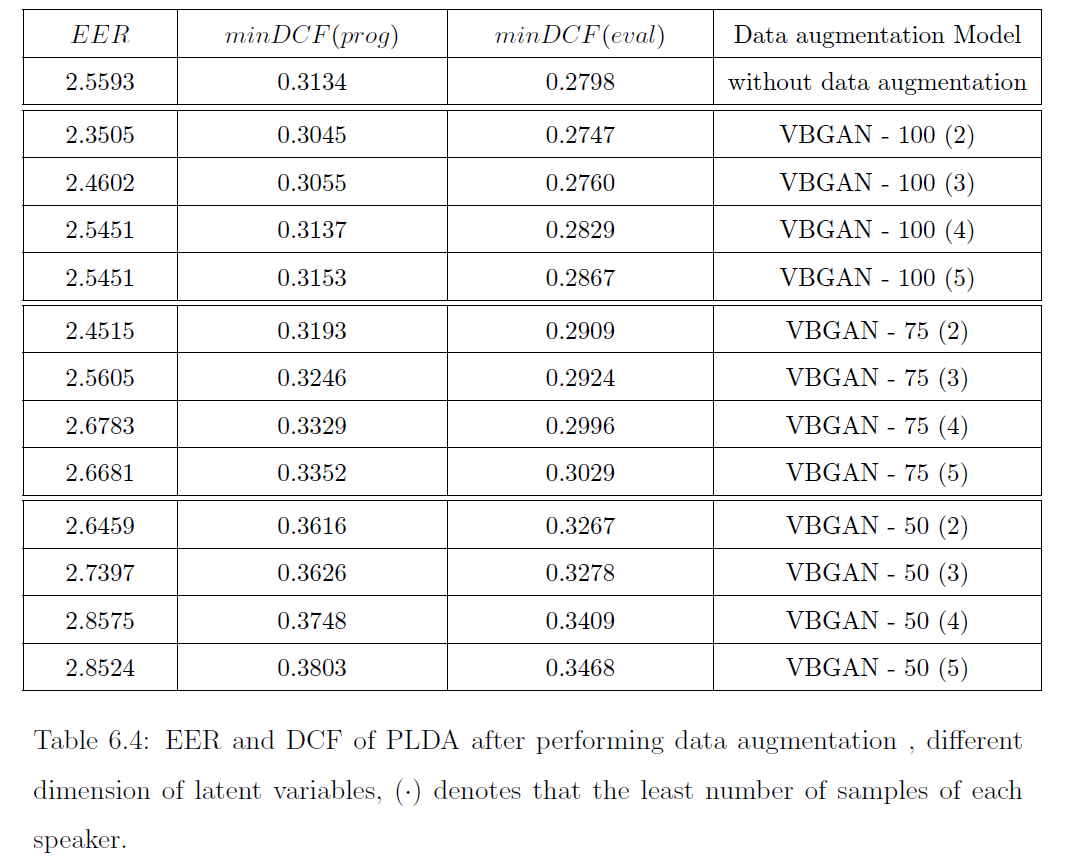 EER minDCF(prog) minDCF(eval) Data augmentation Model
2.5593 0.3134 0.2798 without data augmentation
2.3505 0.3045 0.2747 VBGAN - 100 (2)
2.4602 0.3055 0.2760 VBGAN - 100 (3)
2.5451 0.3137 0.2829 VBGAN - 100 (4)
2.5451 0.3153 0.2867 VBGAN - 100 (5)
2.4515 0.3193 0.2909 VBGAN - 75 (2)
2.5605 0.3246 0.2924 VBGAN - 75 (3)
2.6783 0.3329 0.2996 VBGAN - 75 (4)
2.6681 0.3352 0.3029 VBGAN - 75 (5)
2.6459 0.3616 0.3267 VBGAN - 50 (2)
2.7397 0.3626 0.3278 VBGAN - 50 (3)
2.8575 0.3748 0.3409 VBGAN - 50 (4)
2.8524 0.3803 0.3468 VBGAN - 50 (5)
Table 6.4: EER and DCF of PLDA after performing data augmentation , different
dimension of latent variables, (·) denotes that the least number of samples of each
speaker.